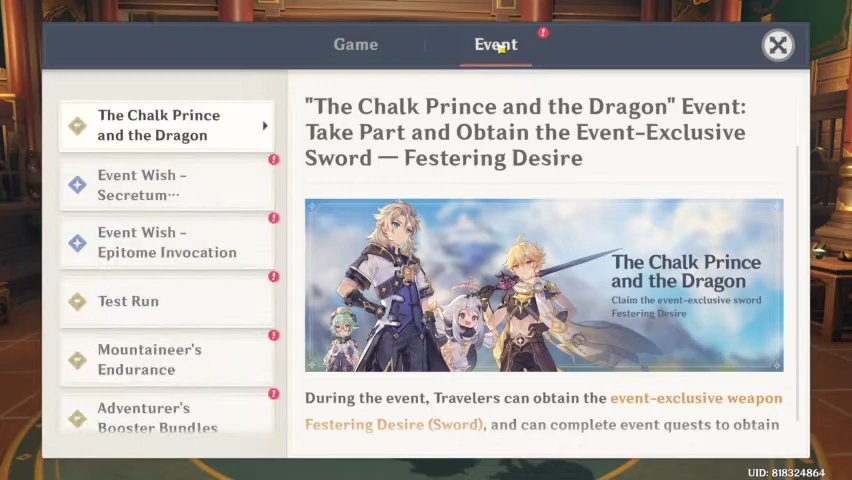 Game
Event
"The Chalk Prince and the Dragon" Event:
Take Part and Obtain the Event-Exclusive
Sword — Festering Desire
The Chalk Prince
and the Dragon
Event Wish -
Secretum···
Event Wish -
Epitome Invocation
Test Run
Mountaineer's
Endurance
Adventurer's
Booster Bundles
The Chalk Prince
and the Dragon
Claim the event-exclusive sword
Festering Desire
During the event, Travelers can obtain the event-exclusive weapon
Festering Desire (Sword), and can complete event quests to obtain
UID: 818324864